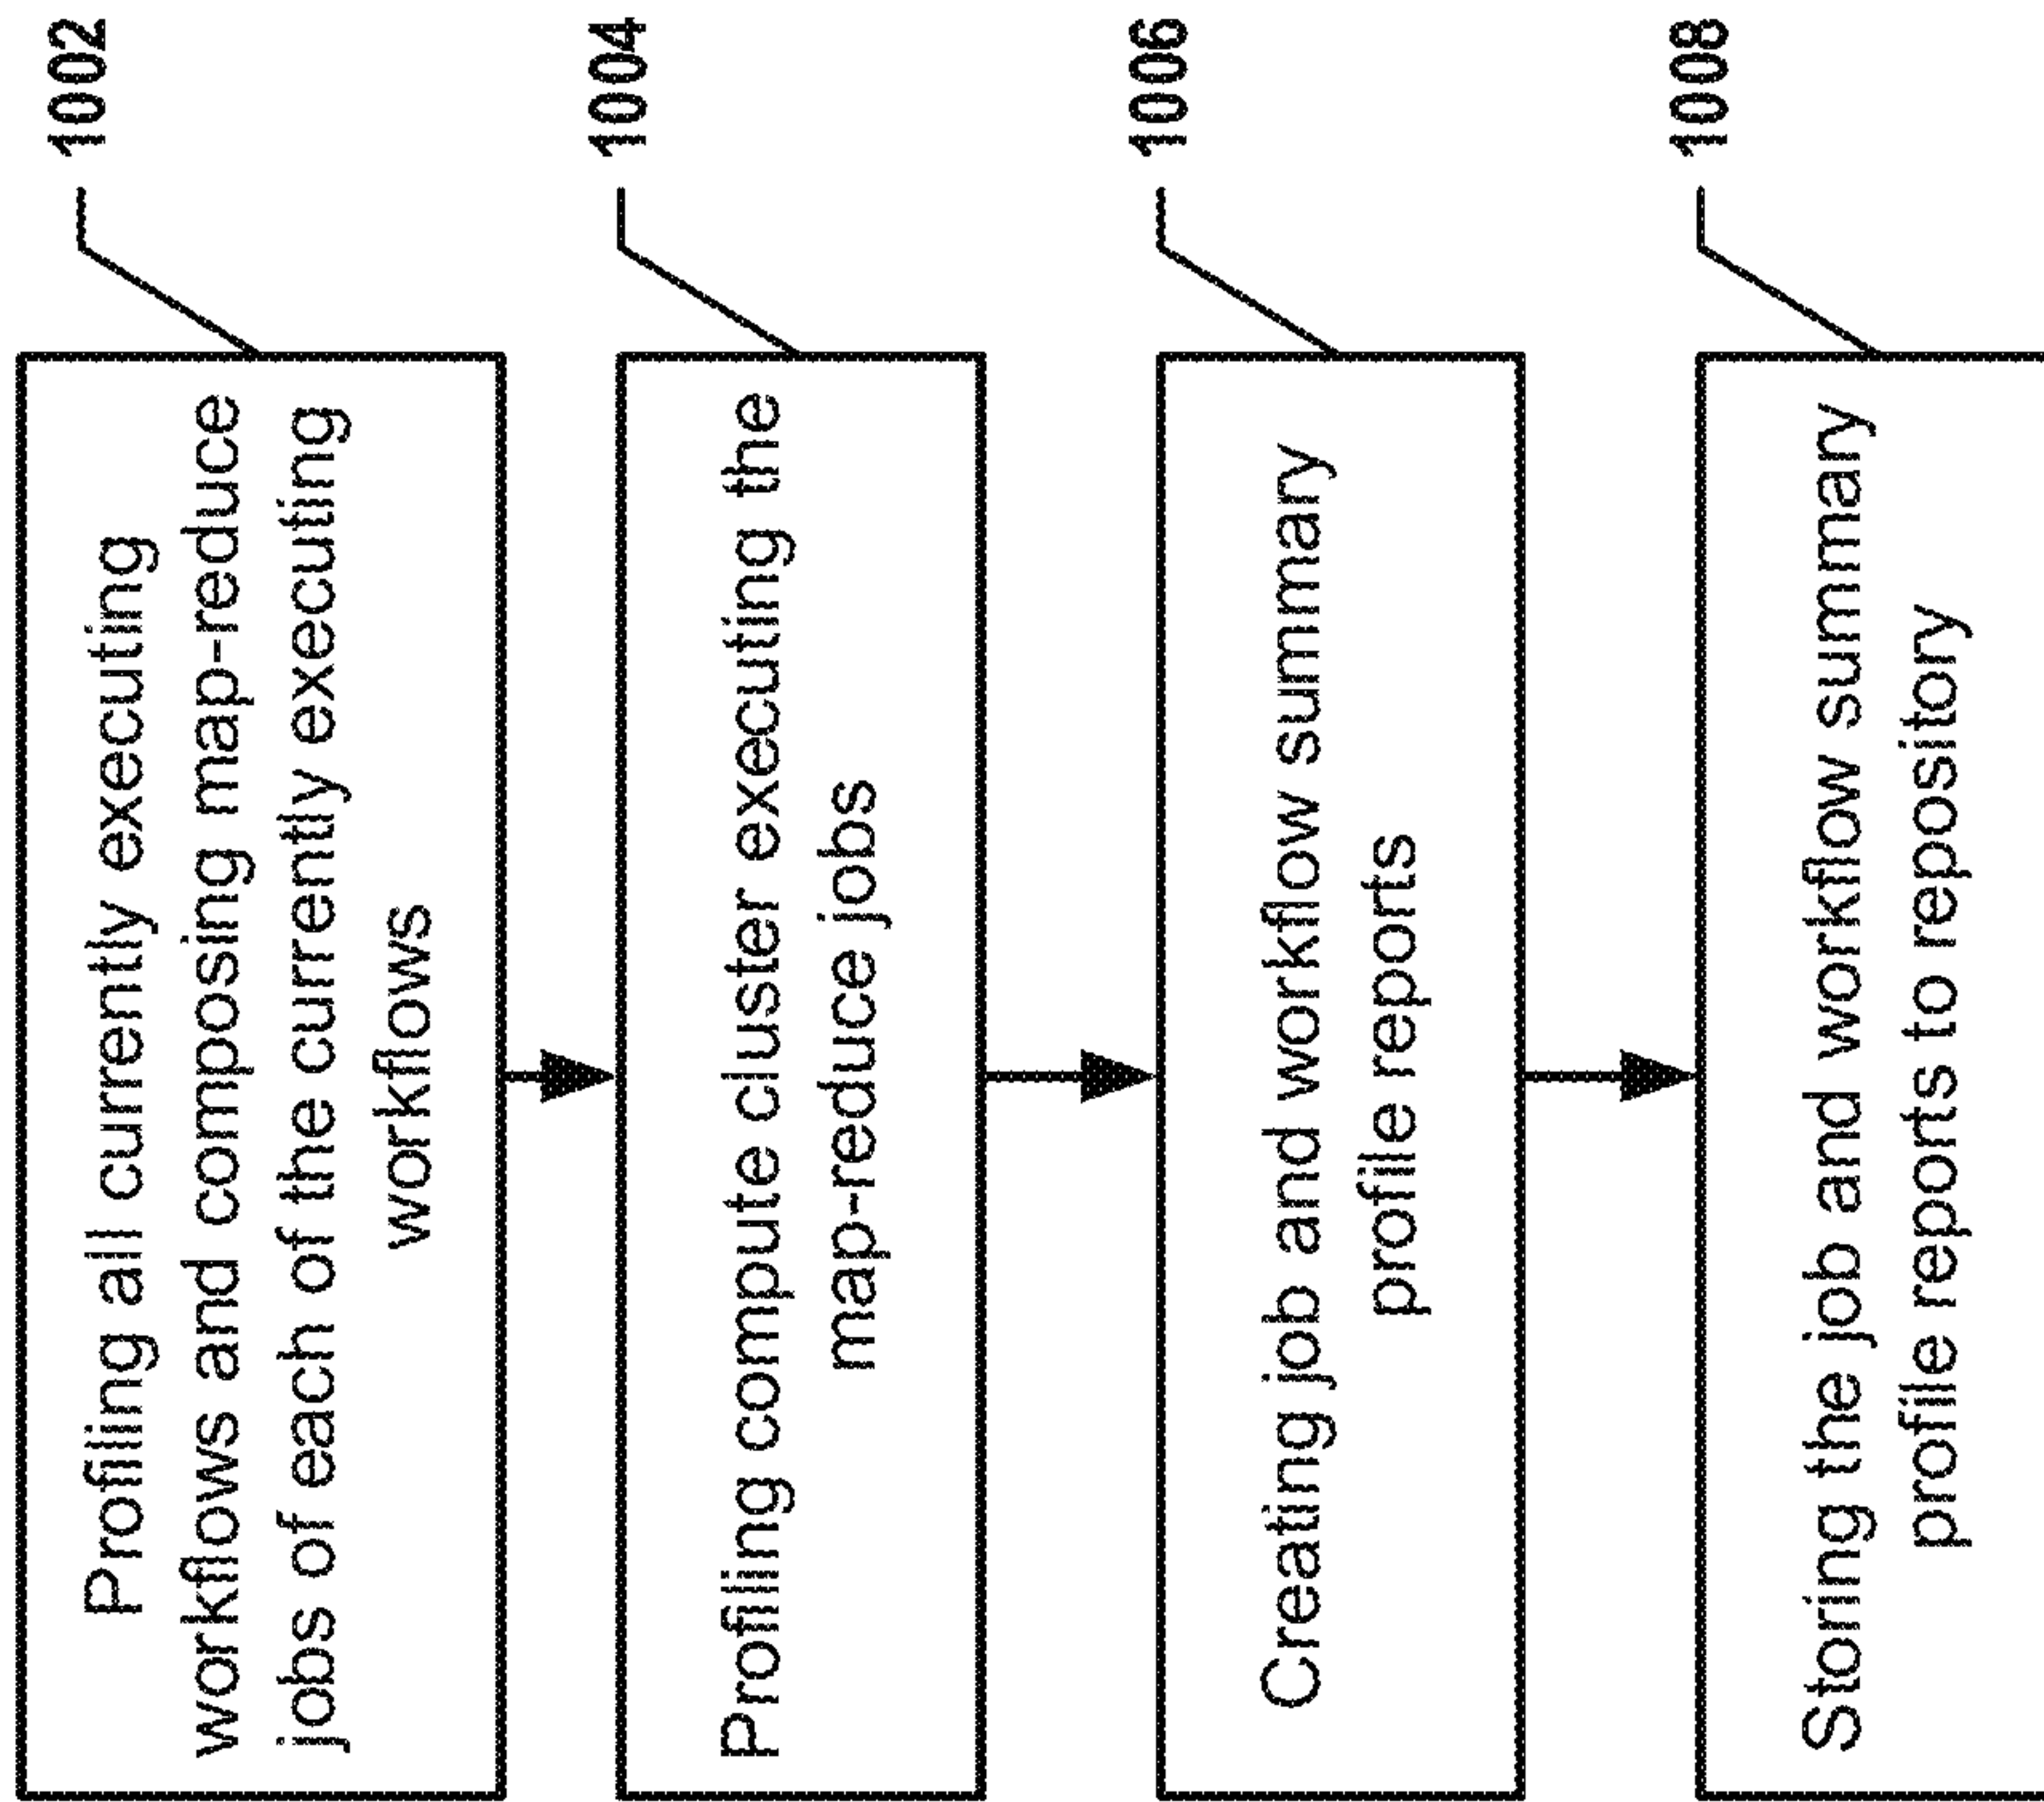 Profiling all currently executing
workflows and composing map-reduce
jobs of each of the currently executing
workflows
1002
Profiling compute cluster executing the
map-reduce jobs
1004
Creating job and workflow summary
profile reports
1006
Storing the job and workflow summary
profile reports to repository
1008